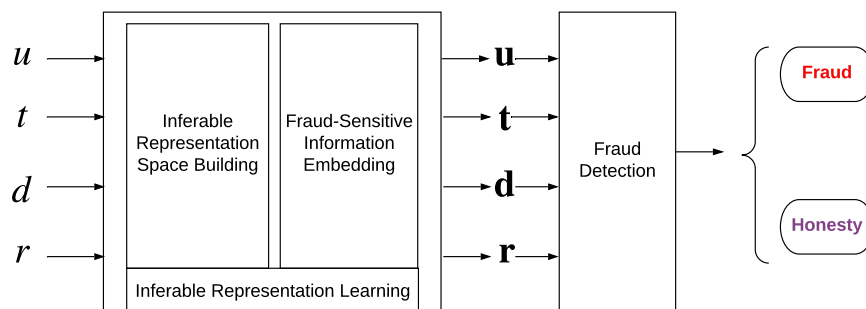 u u
t t
d d
r r
Inferable
Representation
Space Building
Fraud-Sensitive
Information
Embedding
Inferable Representation Learning
Fraud
Detection
Fraud
Honesty